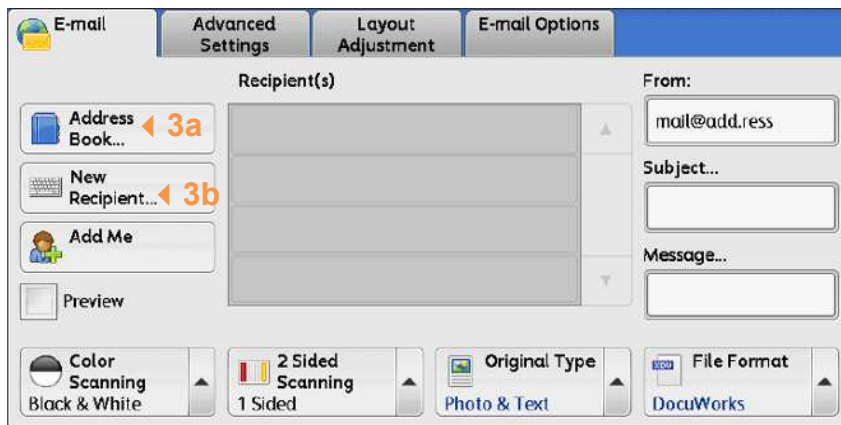 E-mail
Advanced
Settings
Layout
Adjustment
E-mail Options
Recipient(s)
From:
Address
Book...
3a
mail@add.ress
New
Recipient...
3b
Subject...
Add Me
Message...
Preview
Color
Scanning
Black & White
2 Sided
Scanning
1 Sided
Original Type
Photo & Text
XDW
File Format
DocuWorks